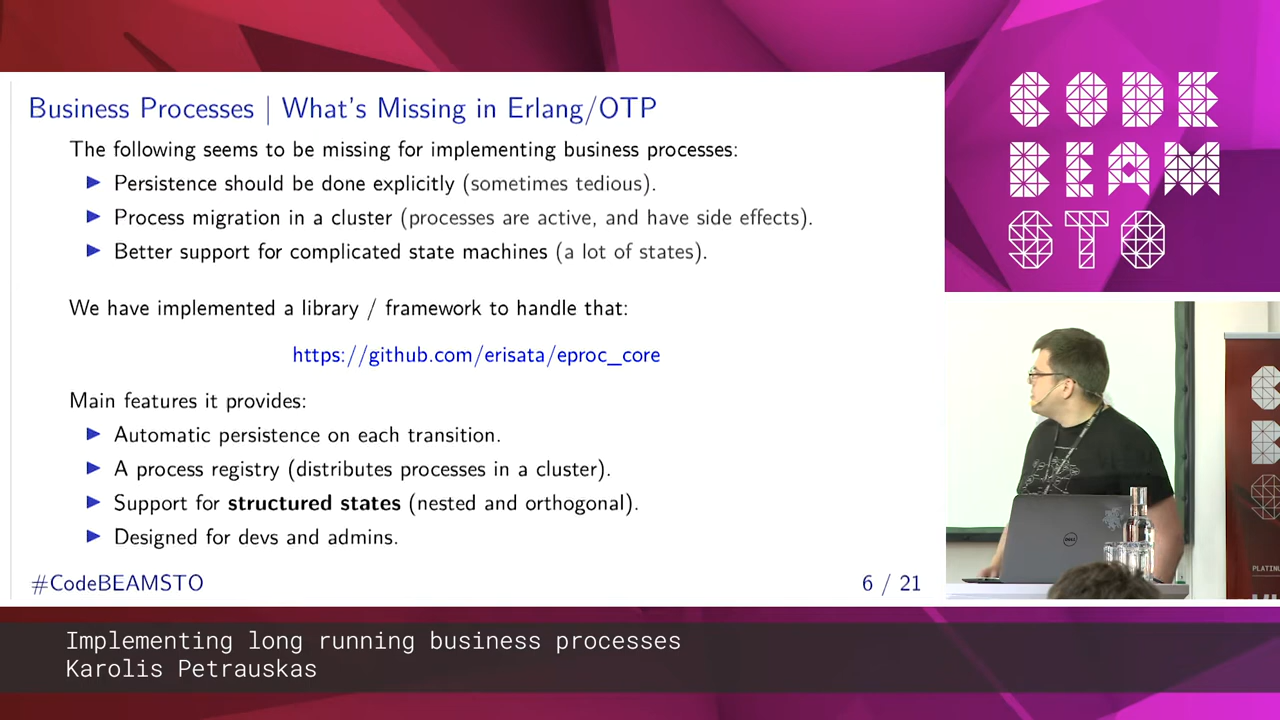 Business Processes | What's Missing in Erlang/OTP
The following seems to be missing for implementing business processes:
▶ Persistence should be done explicitly (sometimes tedious).
▶ Process migration in a cluster (processes are active, and have side effects).
▶ Better support for complicated state machines (a lot of states).
We have implemented a library / framework to handle that:
https://github.com/erisata/eproc_core
Main features it provides:
▶ Automatic persistence on each transition.
▶ A process registry (distributes processes in a cluster).
▶ Support for structured states (nested and orthogonal).
▶ Designed for devs and admins.
#CodeBEAMSTO
6 / 21
CODE
BEAM
STO
DELL
Implementing long running business processes
Karolis Petrauskas